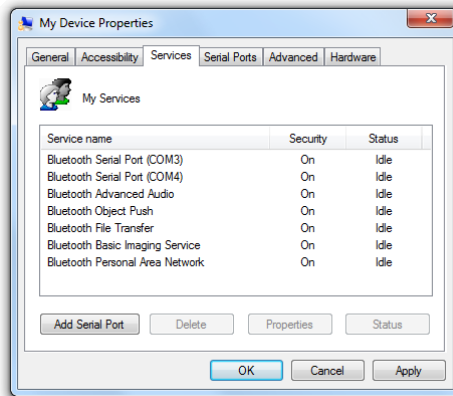 My Device Properties
General Accessibility Services Serial Ports Advanced Hardware
My Services
Service name Security Status
Bluetooth Serial Port (COM3) On Idle
Bluetooth Serial Port (COM4) On Idle
Bluetooth Advanced Audio On Idle
Bluetooth Object Push On Idle
Bluetooth File Transfer On Idle
Bluetooth Basic Imaging Service On Idle
Bluetooth Personal Area Network On Idle
Add Serial Port Delete Properties Status
OK Cancel Apply